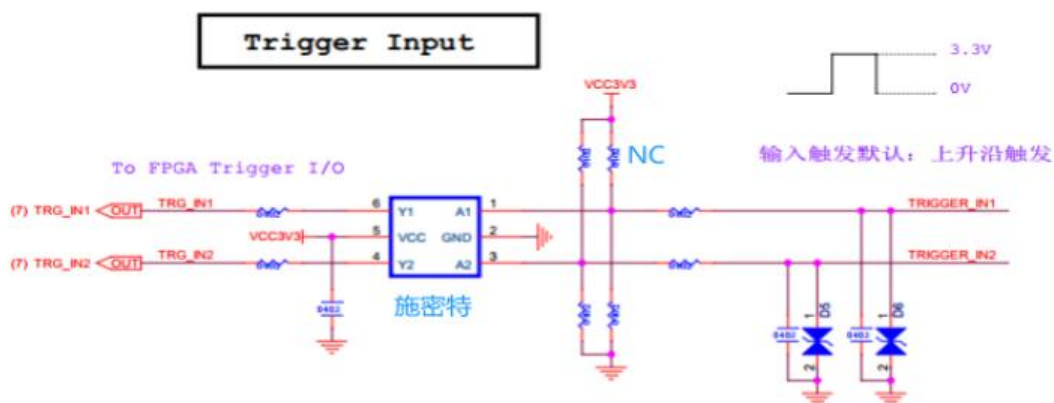 Trigger Input
3.3V
0V
VCC3V3
NC
输入触发默认: 上升沿触发
To FPGA Trigger I/O
(7) TRG_IN1 OUT TRG_IN1 6 Y1 A1 1 TRIGGER_IN1
VCC3V3 5 VCC GND 2
(7) TRG_IN2 OUT TRG_IN2 4 Y2 A2 3 TRIGGER_IN2
施密特
0402
0402 1 D5 2
0402 1 D6 2